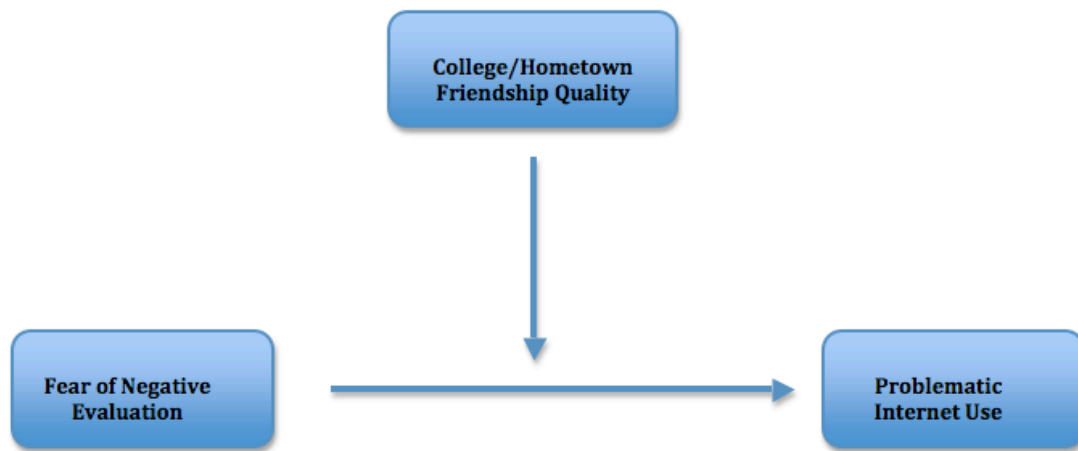 College/Hometown
Friendship Quality
Fear of Negative
Evaluation
Problematic
Internet Use